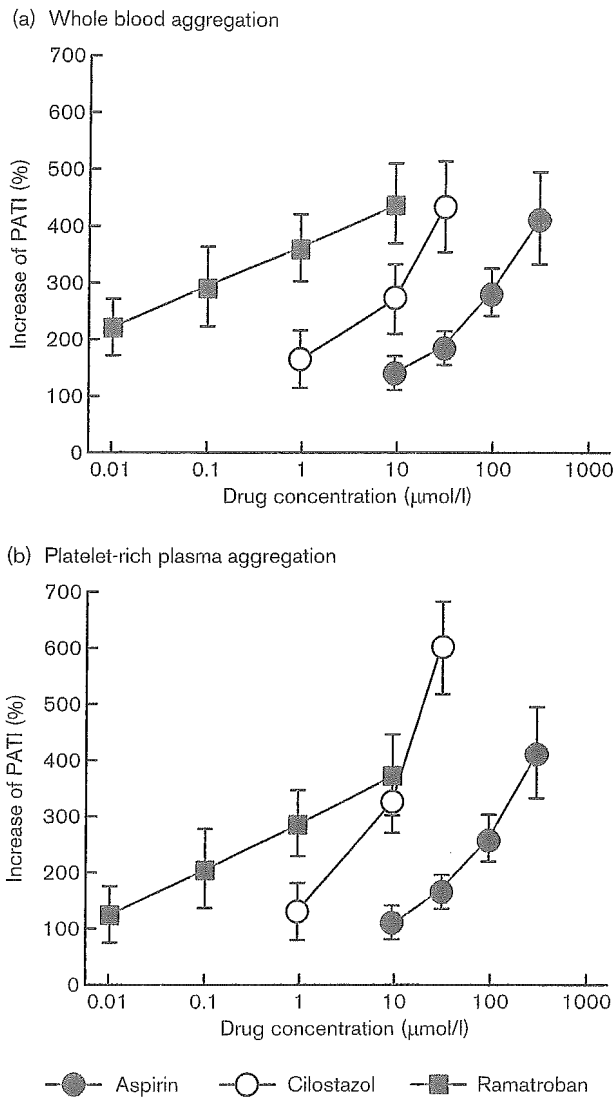 (a) Whole blood aggregation
700
600
500
400
300
200
100
0
Increase of PATI (%)
0.01 0.1 1 10 100 1000
Drug concentration (μmol/l)
(b) Platelet-rich plasma aggregation
700
600
500
400
300
200
100
0
Increase of PATI (%)
0.01 0.1 1 10 100 1000
Drug concentration (μmol/l)
Aspirin Cilostazol Ramatroban